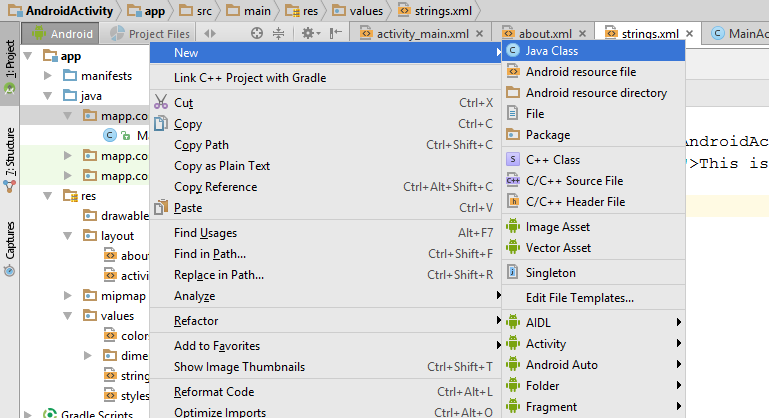 AndroidActivity app src main res values strings.xml
Android Project Files activity_main.xml about.xml strings.xml MainAc
1: Project
7: Structure
Captures
app
manifests
java
mapp.co
M
mapp.co
mapp.co
res
drawable
layout
abou
activi
mipmap
values
color
dime
string
styles
Gradle Scripts
New
Link C++ Project with Gradle
Cut Ctrl+X
Copy Ctrl+C
Copy Path Ctrl+Shift+C
Copy as Plain Text
Copy Reference Ctrl+Alt+Shift+C
Paste Ctrl+V
Find Usages Alt+F7
Find in Path... Ctrl+Shift+F
Replace in Path... Ctrl+Shift+R
Analyze
Refactor
Add to Favorites
Show Image Thumbnails Ctrl+Shift+T
Reformat Code Ctrl+Alt+L
Optimize Imports Ctrl+Alt+O
Java Class
Android resource file
Android resource directory
File
Package
C++ Class
C/C++ Source File
C/C++ Header File
Image Asset
Vector Asset
Singleton
Edit File Templates...
AIDL
Activity
Android Auto
Folder
Fragment
AndroidAc
">This is